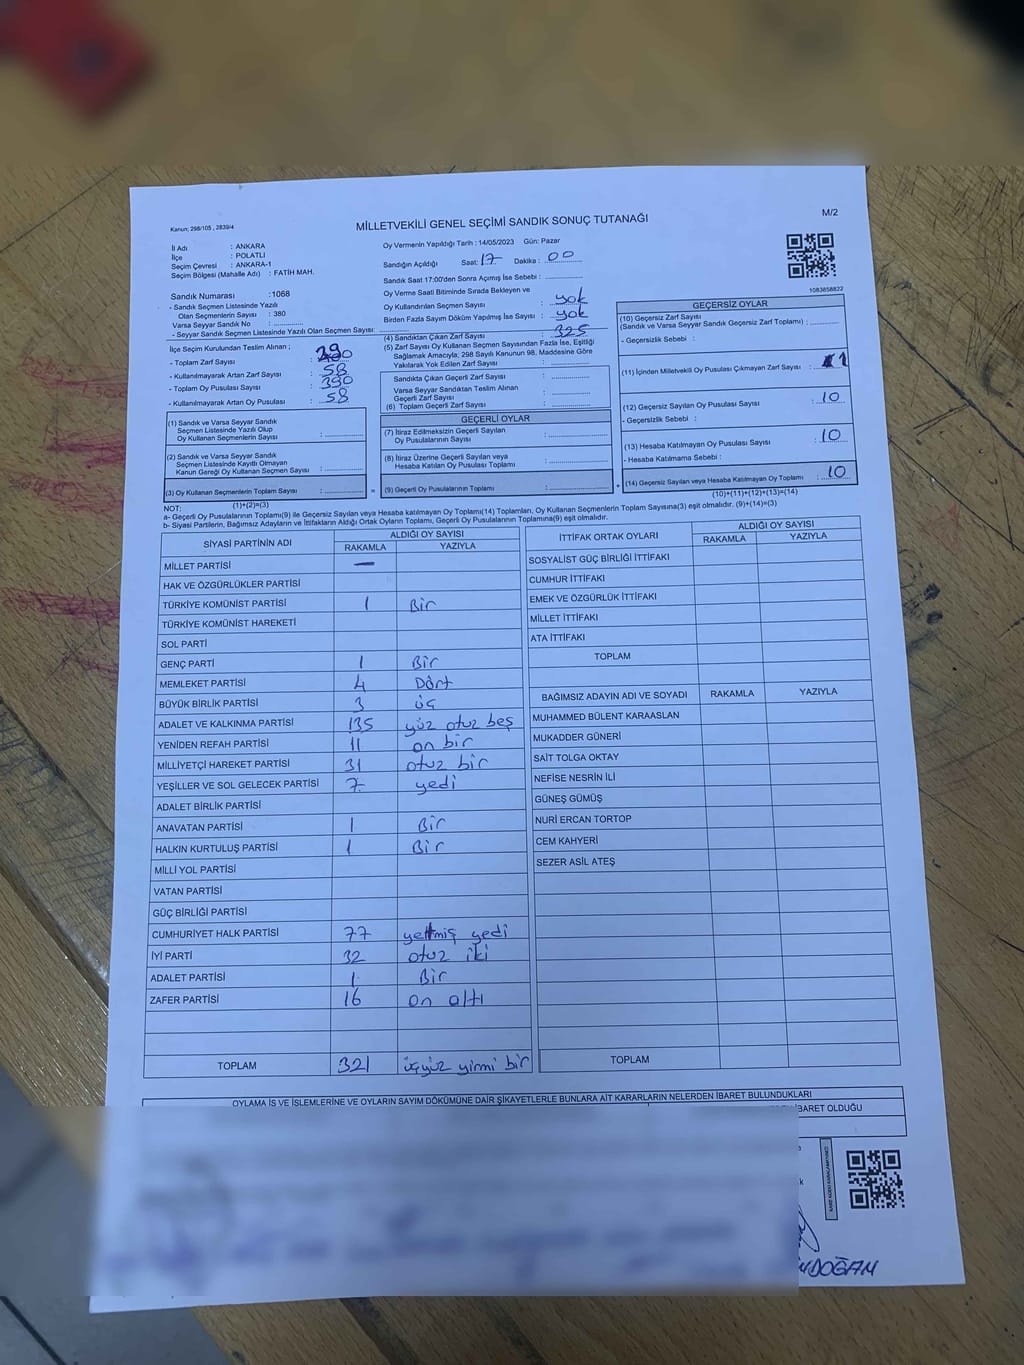 MİLLETVEKİLİ GENEL SEÇİMİ SANDIK SONUÇ TUTANAĞI
M/2
Kanun; 298/105 , 2839/4
İl Adı : ANKARA
İlçe : POLATLI
Seçim Çevresi : ANKARA-1
Seçim Bölgesi (Mahalle Adı) : FATİH MAH.
Sandık Numarası :1068
- Sandık Seçmen Listesinde Yazılı
Olan Seçmenlerin Sayısı : 380
Varsa Seyyar Sandık No :
- Seyyar Sandık Seçmen Listesinde Yazılı Olan Seçmen Sayısı:
Oy Vermenin Yapıldığı Tarih : 14/05/2023 Gün: Pazar
Sandığın Açıldığı Saat: 17 Dakika : 00
Sandık Saat 17:00'den Sonra Açımış İse Sebebi :
Oy Verme Saati Bitiminde Sırada Bekleyen ve
Oy Kullandırılan Seçmen Sayısı : yok
Birden Fazla Sayım Döküm Yapılmış İse Sayısı : yok
1083858822
İlçe Seçim Kurulundan Teslim Alınan ;
- Toplam Zarf Sayısı :
- Kullanılmayarak Artan Zarf Sayısı : 58
- Toplam Oy Pusulası Sayısı : 390
- Kullanılmayarak Artan Oy Pusulası : 58
(4) Sandıktan Çıkan Zarf Sayısı : 325
(5) Zarf Sayısı Oy Kullanan Seçmen Sayısından Fazla İse, Eşitliği
Sağlamak Amacıyla; 298 Sayılı Kanunun 98. Maddesine Göre
Yakılarak Yok Edilen Zarf Sayısı :
Sandıkta Çıkan Geçerli Zarf Sayısı :
Varsa Seyyar Sandıktan Teslim Alınan
Geçerli Zarf Sayısı :
(6) Toplam Geçerli Zarf Sayısı :
GEÇERSİZ OYLAR
(10) Geçersiz Zarf Sayısı
(Sandık ve Varsa Seyyar Sandık Geçersiz Zarf Toplamı) :
- Geçersizlik Sebebi :
(11) İçinden Milletvekili Oy Pusulası Çıkmayan Zarf Sayısı : 1
(12) Geçersiz Sayılan Oy Pusulası Sayısı : 10
- Geçersizlik Sebebi :
(13) Hesaba Katılmayan Oy Pusulası Sayısı : 10
- Hesaba Katılmama Sebebi :
(14) Geçersiz Sayılan veya Hesaba Katılmayan Oy Toplamı : 10
(10)+(11)+(12)+(13)=(14)
(1) Sandık ve Varsa Seyyar Sandık
Seçmen Listesinde Yazılı Olup
Oy Kullanan Seçmenlerin Sayısı :
(2) Sandık ve Varsa Seyyar Sandık
Seçmen Listesinde Kayıtlı Olmayan
Kanun Gereği Oy Kullanan Seçmen Sayısı :
(3) Oy Kullanan Seçmenlerin Toplam Sayısı :
(1)+(2)=(3)
GEÇERLİ OYLAR
(7) İtiraz Edilmeksizin Geçerli Sayılan
Oy Pusulalarının Sayısı :
(8) İtiraz Üzerine Geçerli Sayılan veya
Hesaba Katılan Oy Pusulası Toplamı :
(9) Geçerli Oy Pusulalarının Toplamı :
NOT:
a- Geçerli Oy Pusulaları Toplamı(9) ile Geçersiz Sayılan veya Hesaba katılmayan Oy Toplamı(14) Toplamları, Oy Kullanan Seçmenlerin Toplam Sayısına(3) eşit olmalıdır. (9)+(14)=(3)
b- Siyasi Partilerin, Bağımsız Adayların ve İttifakların Aldığı Ortak Oyların Toplamı, Geçerli Oy Pusulalarının Toplamına(9) eşit olmalıdır.
SİYASİ PARTİNİN ADI ALDIĞI OY SAYISI
RAKAMLA YAZIYLA
MİLLET PARTİSİ —
HAK VE ÖZGÜRLÜKLER PARTİSİ
TÜRKİYE KOMÜNİST PARTİSİ 1 Bir
TÜRKİYE KOMÜNİST HAREKETİ
SOL PARTİ
GENÇ PARTİ 1 Bir
MEMLEKET PARTİSİ 4 Dört
BÜYÜK BİRLİK PARTİSİ 3 üç
ADALET VE KALKINMA PARTİSİ 135 yüz otuz beş
YENİDEN REFAH PARTİSİ 11 on bir
MİLLİYETÇİ HAREKET PARTİSİ 31 otuz bir
YEŞİLLER VE SOL GELECEK PARTİSİ 7 yedi
ADALET BİRLİK PARTİSİ
ANAVATAN PARTİSİ 1 Bir
HALKIN KURTULUŞ PARTİSİ 1 Bir
MİLLİ YOL PARTİSİ
VATAN PARTİSİ
GÜÇ BİRLİĞİ PARTİSİ
CUMHURİYET HALK PARTİSİ 77 yetmiş yedi
İYİ PARTİ 32 otuz iki
ADALET PARTİSİ 1 Bir
ZAFER PARTİSİ 16 on altı
TOPLAM 321 üçyüz yirmi bir
İTTİFAK ORTAK OYLARI ALDIĞI OY SAYISI
RAKAMLA YAZIYLA
SOSYALİST GÜÇ BİRLİĞİ İTTİFAKI
CUMHUR İTTİFAKI
EMEK VE ÖZGÜRLÜK İTTİFAKI
MİLLET İTTİFAKI
ATA İTTİFAKI
TOPLAM
BAĞIMSIZ ADAYIN ADI VE SOYADI RAKAMLA YAZIYLA
MUHAMMED BÜLENT KARAASLAN
MUKADDER GÜNERİ
SAİT TOLGA OKTAY
NEFİSE NESRİN İLİ
GÜNEŞ GÜMÜŞ
NURİ ERCAN TORTOP
CEM KAHYERİ
SEZER ASİL ATEŞ
TOPLAM
OYLAMA İŞ VE İŞLEMLERİNE VE OYLARIN SAYIM DÖKÜMÜNE DAİR ŞİKAYETLERLE BUNLARA AİT KARARLARIN NELERDEN İBARET BULUNDUKLARI
İBARET OLDUĞU